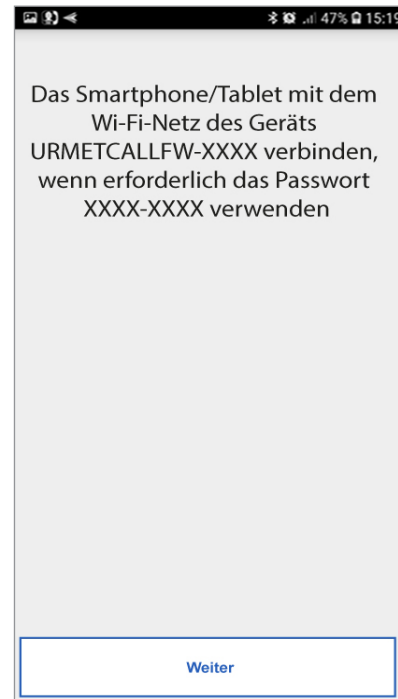 47% 15:19
Das Smartphone/Tablet mit dem
Wi-Fi-Netz des Geräts
URMETCALLFW-XXXX verbinden,
wenn erforderlich das Passwort
XXXX-XXXX verwenden
Weiter